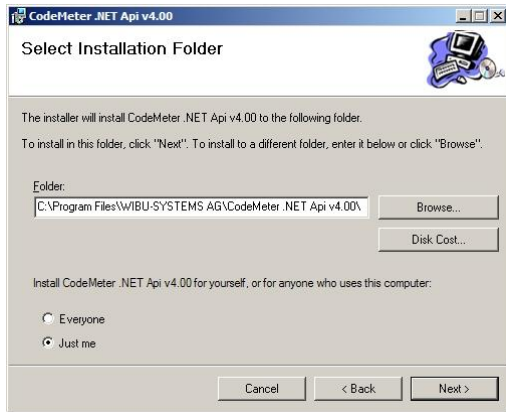 CodeMeter .NET Api v4.00
Select Installation Folder
The installer will install CodeMeter .NET Api v4.00 to the following folder.
To install in this folder, click "Next". To install to a different folder, enter it below or click "Browse".
Folder:
C:\Program Files\WIBU-SYSTEMS AG\CodeMeter .NET Api v4.00\
Browse...
Disk Cost...
Install CodeMeter .NET Api v4.00 for yourself, or for anyone who uses this computer:
Everyone
Just me
Cancel
< Back
Next >